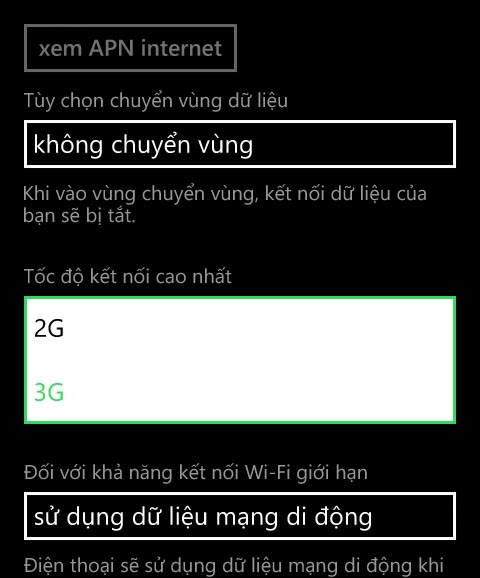 xem APN internet
Tùy chọn chuyển vùng dữ liệu
không chuyển vùng
Khi vào vùng chuyển vùng, kết nối dữ liệu của
bạn sẽ bị tắt.
Tốc độ kết nối cao nhất
2G
3G
Đối với khả năng kết nối Wi-Fi giới hạn
sử dụng dữ liệu mạng di động
Điện thoại sẽ sử dụng dữ liệu mạng di động khi